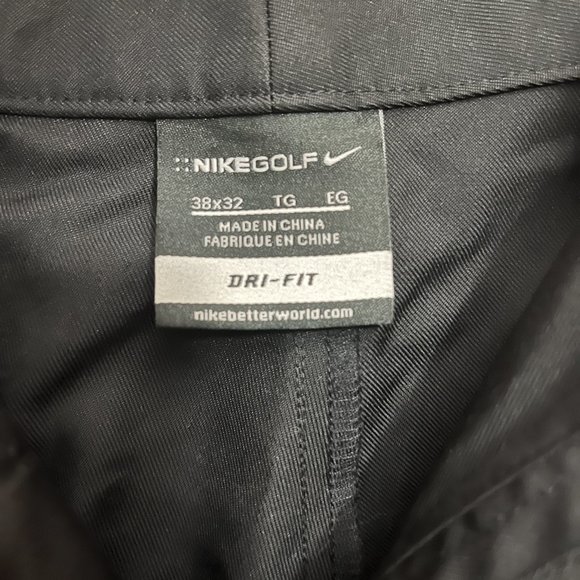 NIKEGOLF
38x32 TG EG
MADE IN CHINA
FABRIQUE EN CHINE
DRI-FIT
nikebetterworld.com